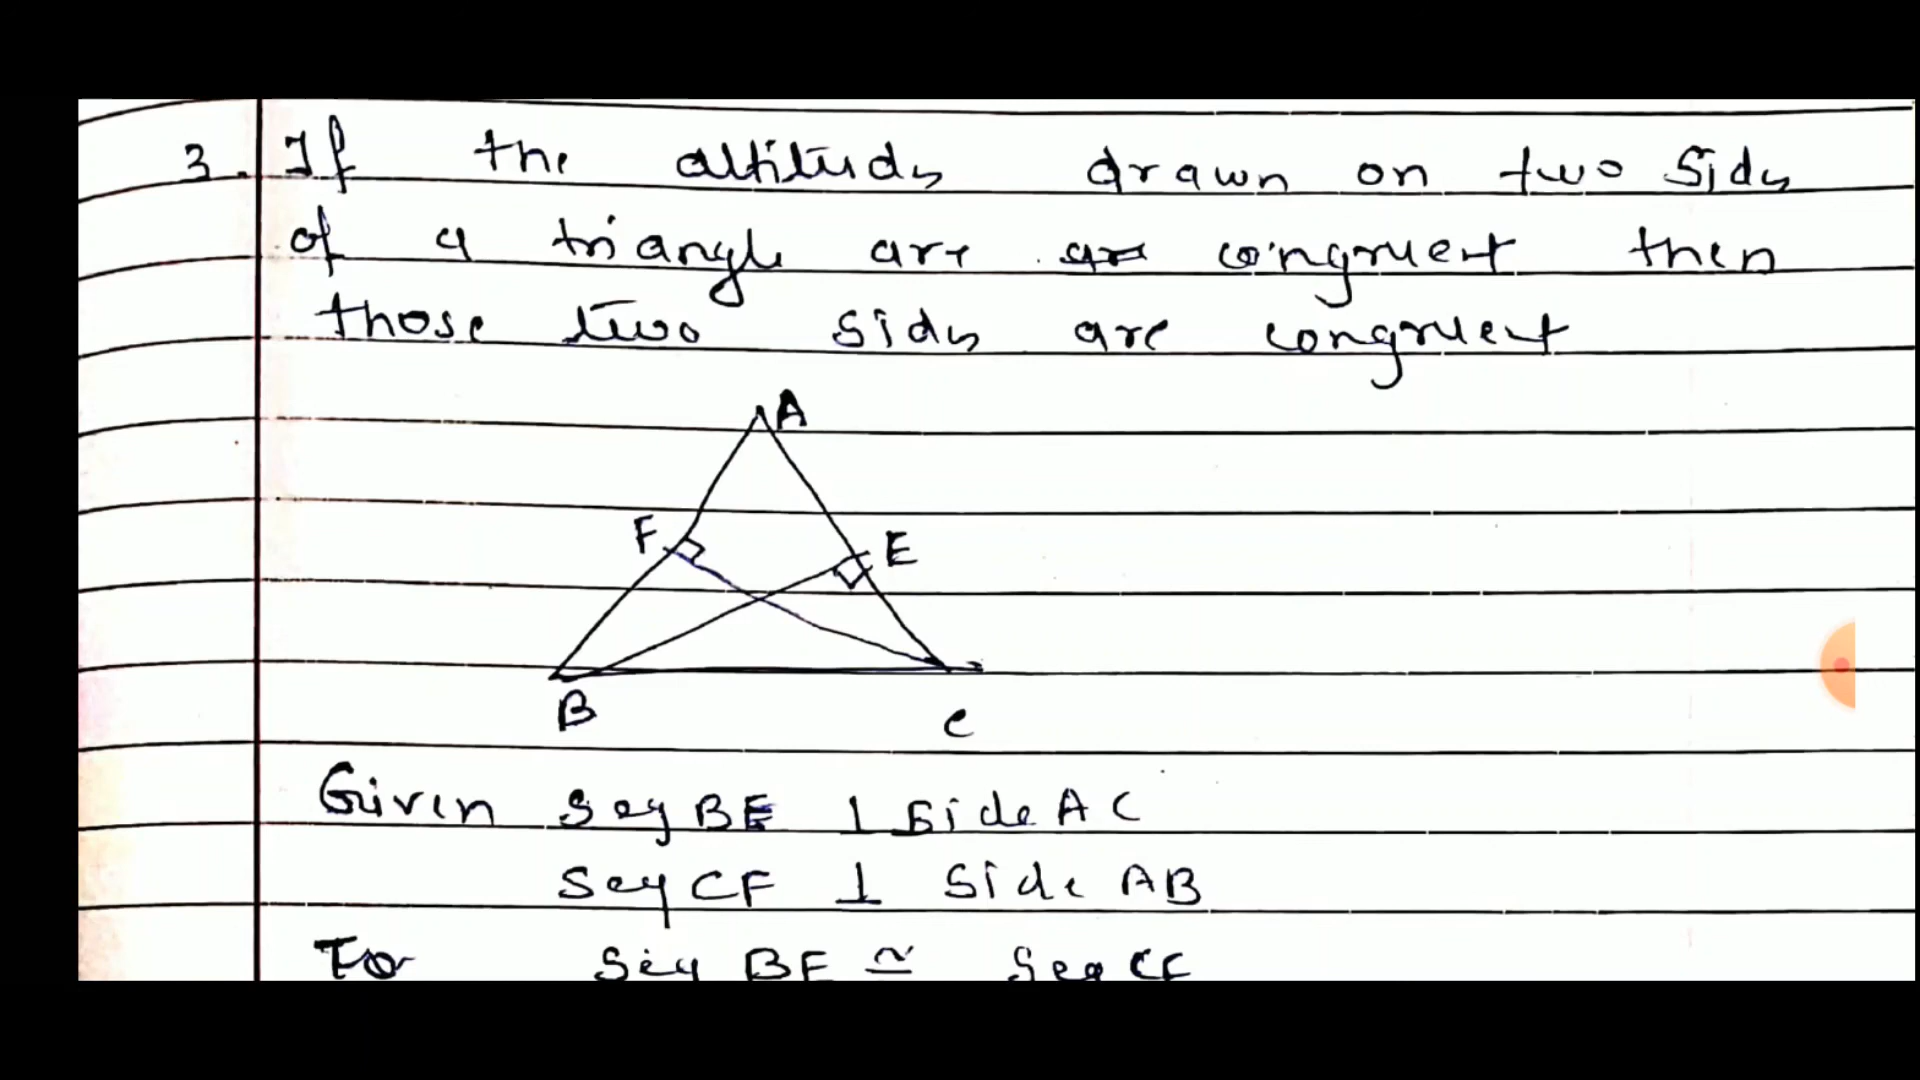 3. If the altitudes drawn on two sides
of a triangle are are congruent then
those two sides are congruent
A
F
E
B
C
Given seg BE ⊥ side AC
seg CF ⊥ side AB
To seg BE ≅ seg CF